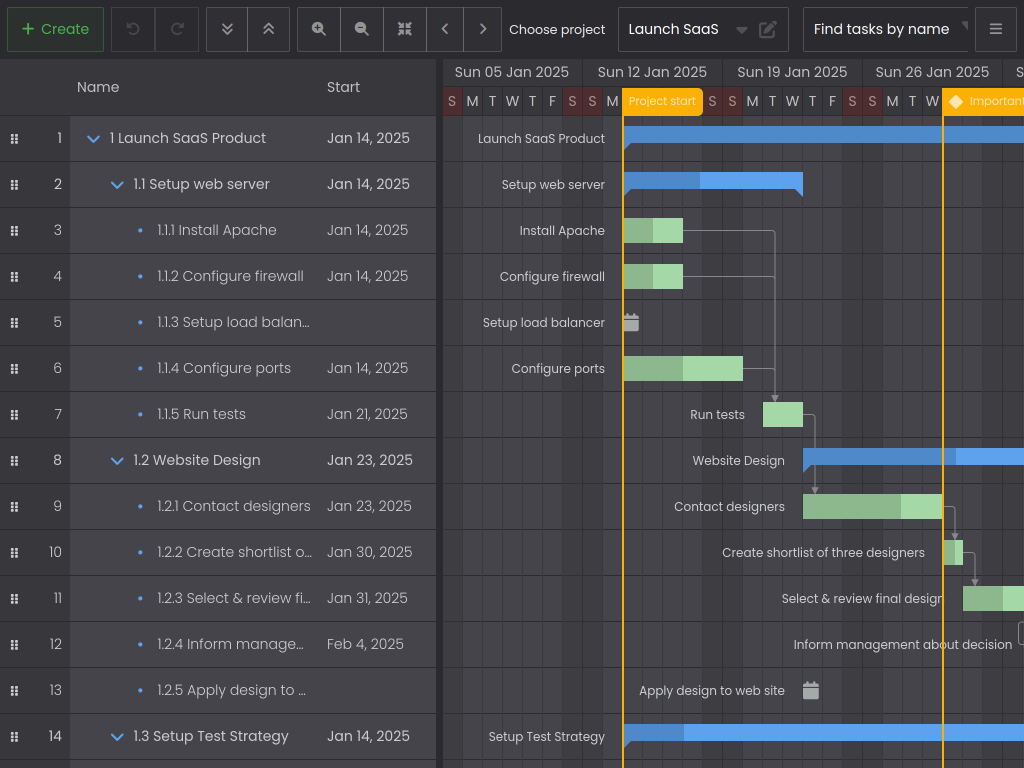 Create
Choose project
Launch SaaS
Find tasks by name
Name Start
Sun 05 Jan 2025 Sun 12 Jan 2025 Sun 19 Jan 2025 Sun 26 Jan 2025 S
S M T W T F S S M Project start S S M T W T F S S M T W Important
1 1 Launch SaaS Product Jan 14, 2025 Launch SaaS Product
2 1.1 Setup web server Jan 14, 2025 Setup web server
3 1.1.1 Install Apache Jan 14, 2025 Install Apache
4 1.1.2 Configure firewall Jan 14, 2025 Configure firewall
5 1.1.3 Setup load balan... Setup load balancer
6 1.1.4 Configure ports Jan 14, 2025 Configure ports
7 1.1.5 Run tests Jan 21, 2025 Run tests
8 1.2 Website Design Jan 23, 2025 Website Design
9 1.2.1 Contact designers Jan 23, 2025 Contact designers
10 1.2.2 Create shortlist o... Jan 30, 2025 Create shortlist of three designers
11 1.2.3 Select & review fi... Jan 31, 2025 Select & review final design
12 1.2.4 Inform manage... Feb 4, 2025 Inform management about decision
13 1.2.5 Apply design to ... Apply design to web site
14 1.3 Setup Test Strategy Jan 14, 2025 Setup Test Strategy